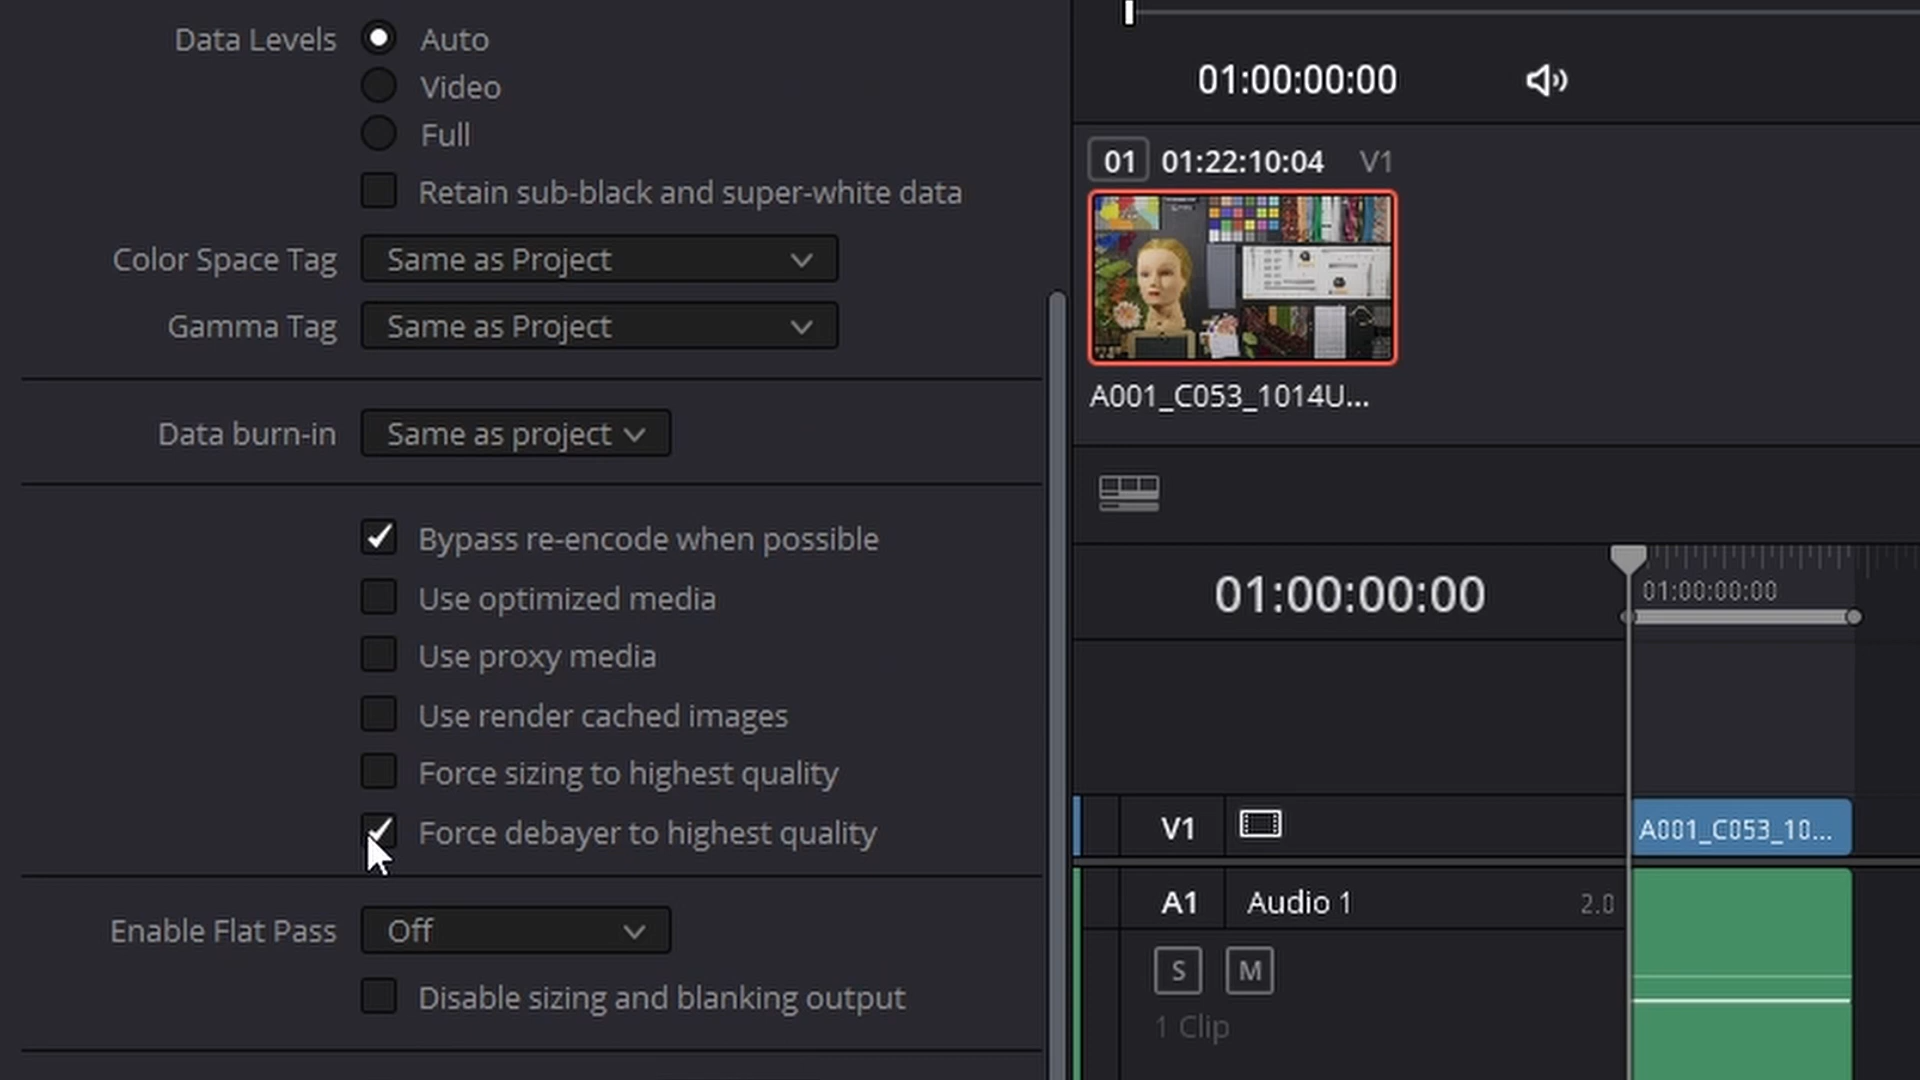 Data Levels
Auto
Video
Full
Retain sub-black and super-white data
Color Space Tag
Same as Project
Gamma Tag
Same as Project
Data burn-in
Same as project
Bypass re-encode when possible
Use optimized media
Use proxy media
Use render cached images
Force sizing to highest quality
Force debayer to highest quality
Enable Flat Pass
Off
Disable sizing and blanking output
01:00:00:00
01 01:22:10:04 V1
A001_C053_1014U...
01:00:00:00
01:00:00:00
V1
A001_C053_10...
A1 Audio 1 2.0
S M
1 Clip